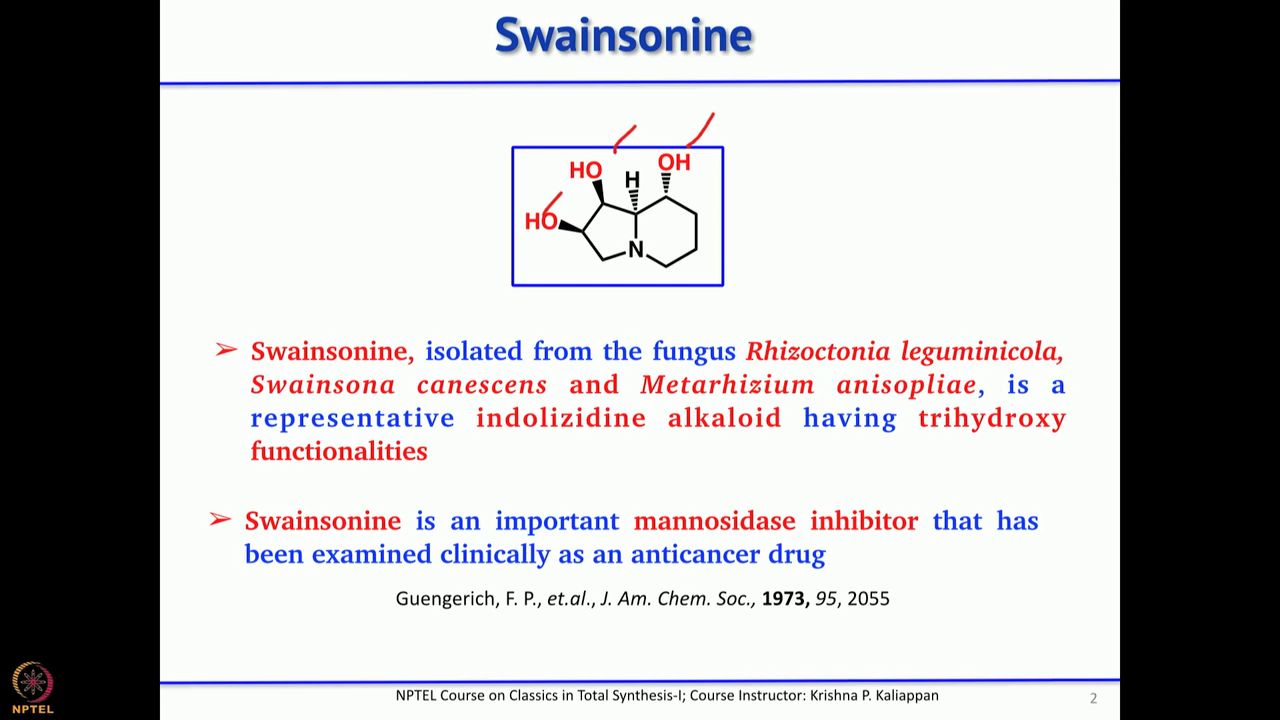 Swainsonine
HO
H
OH
HO
N
➢ Swainsonine, isolated from the fungus Rhizoctonia leguminicola,
Swainsona canescens and Metarhizium anisopliae, is a
representative indolizidine alkaloid having trihydroxy
functionalities
➢ Swainsonine is an important mannosidase inhibitor that has
been examined clinically as an anticancer drug
Guengerich, F. P., et.al., J. Am. Chem. Soc., 1973, 95, 2055
NPTEL Course on Classics in Total Synthesis-I; Course Instructor: Krishna P. Kaliappan
2
NPTEL